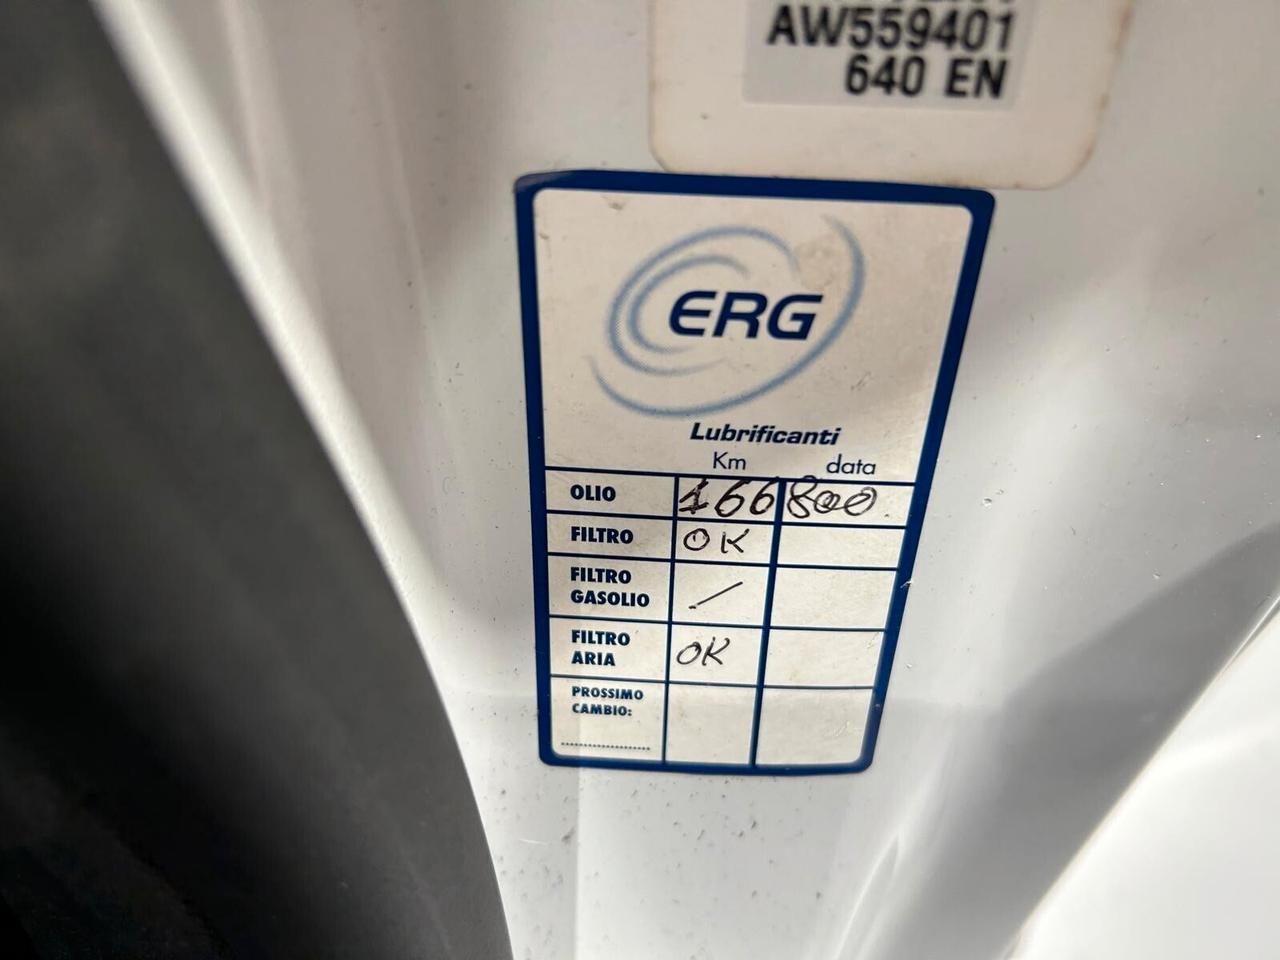 AW559401
640 EN
ERG
Lubrificanti
Km data
OLIO 166800
FILTRO OK
FILTRO
GASOLIO /
FILTRO
ARIA OK
PROSSIMO
CAMBIO:
....................